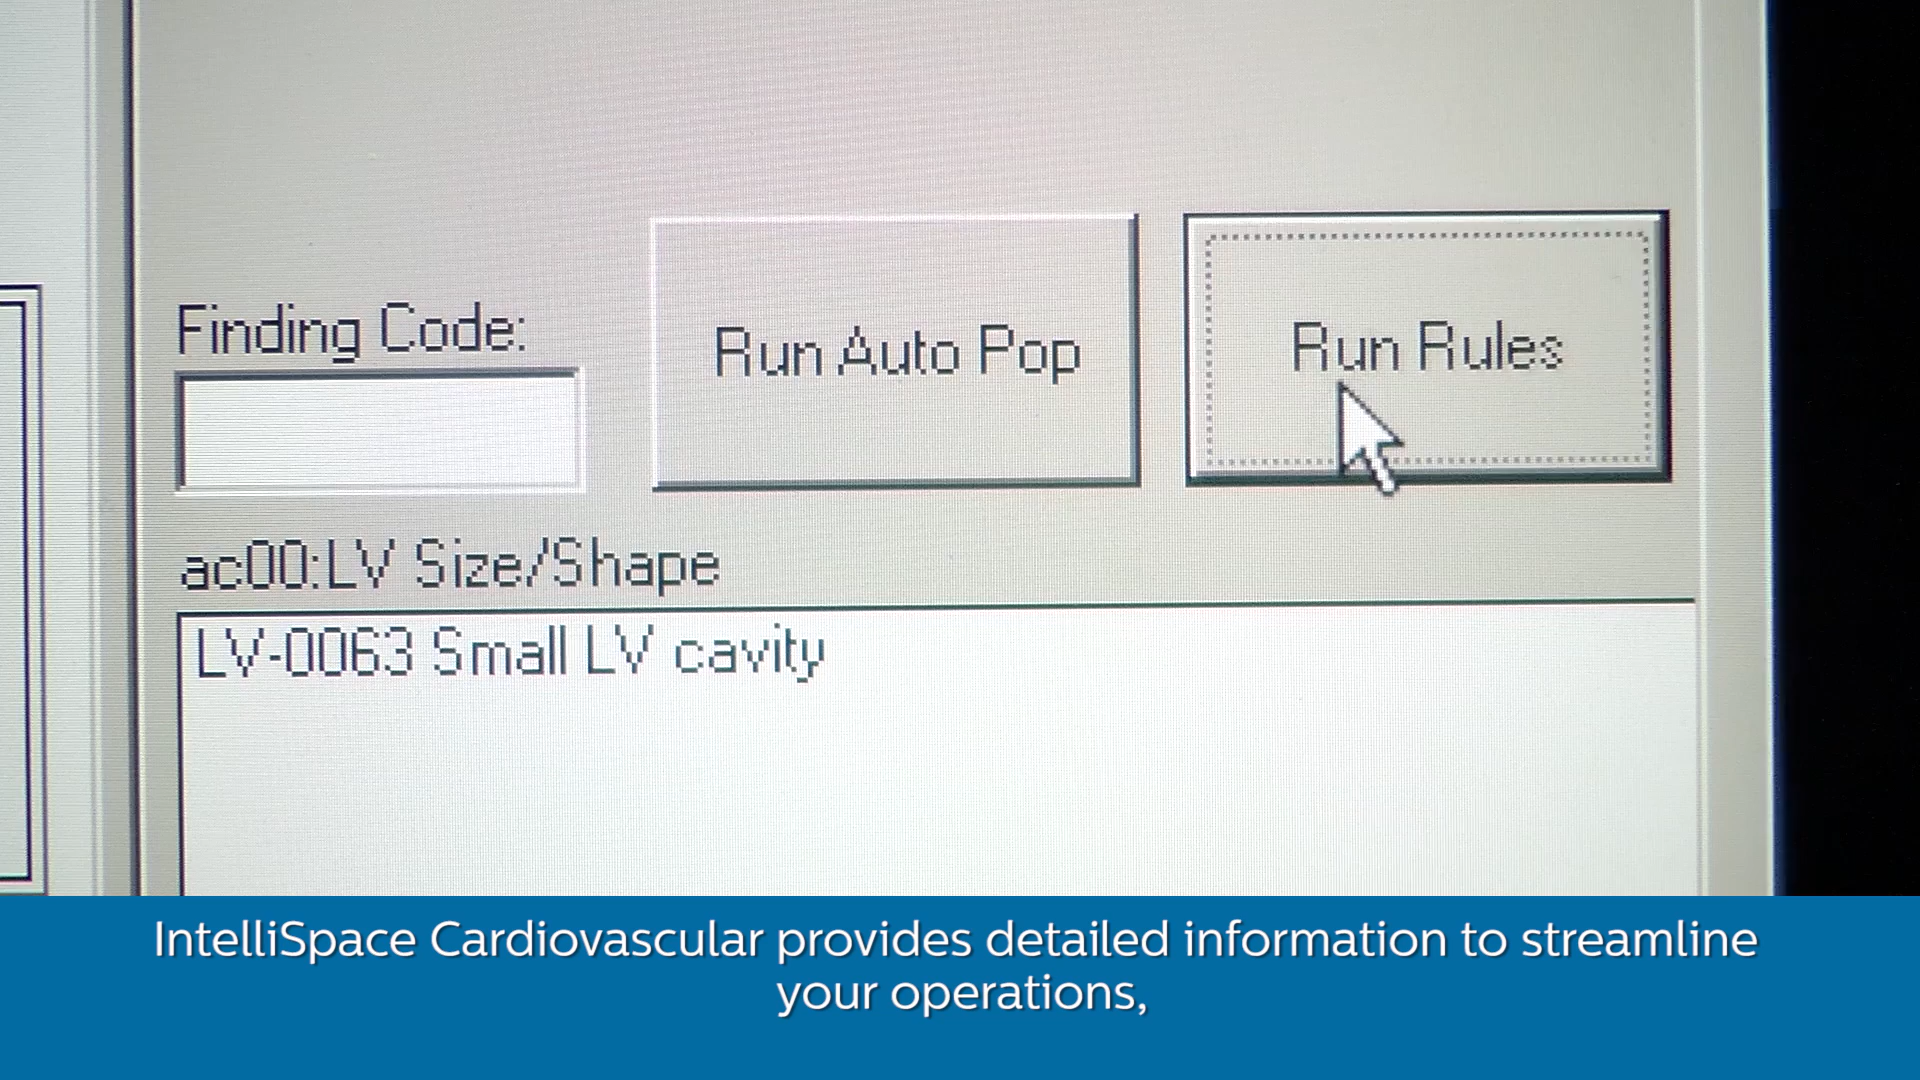 Finding Code:
Run Auto Pop
Run Rules
ac00:LV Size/Shape
LV-0063 Small LV cavity
IntelliSpace Cardiovascular provides detailed information to streamline
your operations,